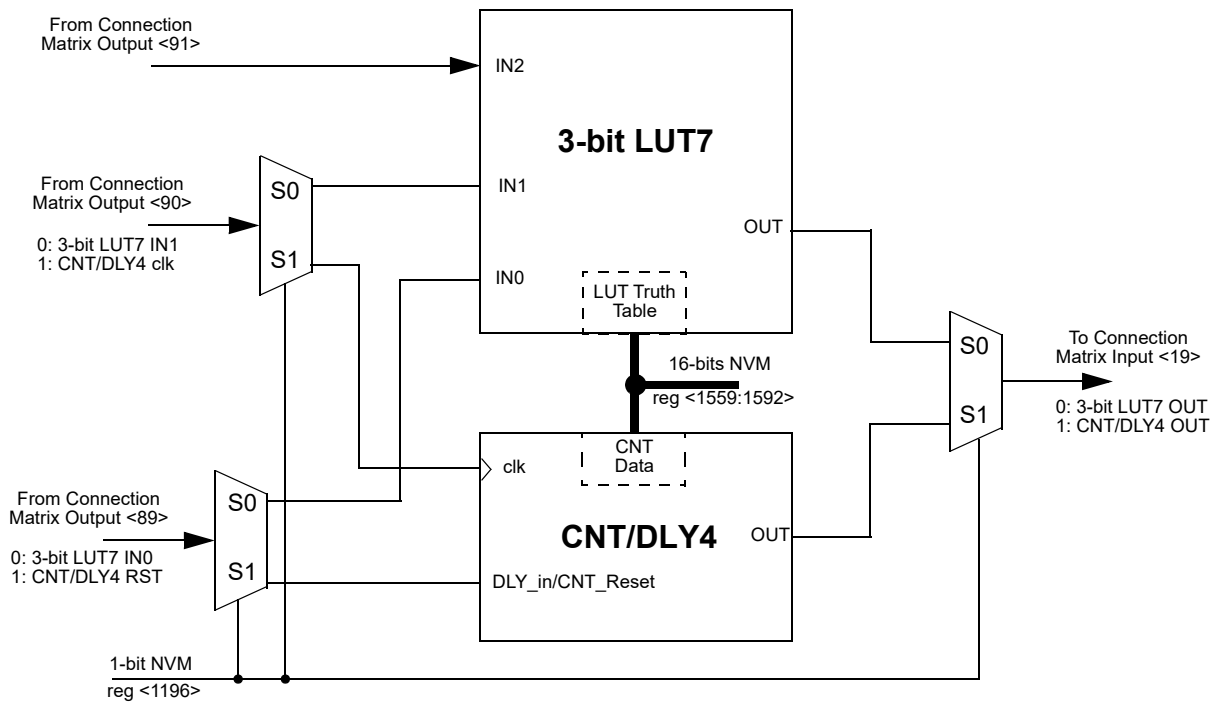 From Connection
Matrix Output <91>
IN2
3-bit LUT7
From Connection
Matrix Output <90>
0: 3-bit LUT7 IN1
1: CNT/DLY4 clk
S0
S1
IN1
IN0
OUT
LUT Truth
Table
16-bits NVM
reg <1559:1592>
S0
S1
To Connection
Matrix Input <19>
0: 3-bit LUT7 OUT
1: CNT/DLY4 OUT
CNT
Data
clk
CNT/DLY4
OUT
DLY_in/CNT_Reset
From Connection
Matrix Output <89>
0: 3-bit LUT7 IN0
1: CNT/DLY4 RST
S0
S1
1-bit NVM
reg <1196>